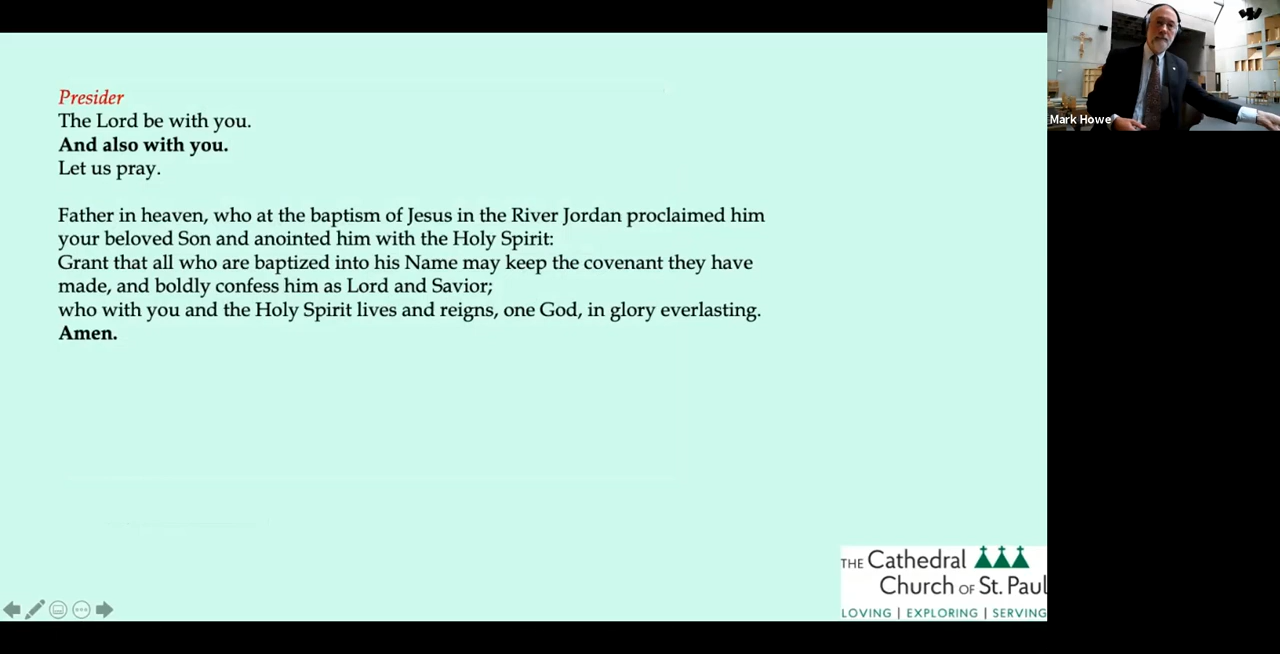 Presider
The Lord be with you.
And also with you.
Let us pray.
Father in heaven, who at the baptism of Jesus in the River Jordan proclaimed him
your beloved Son and anointed him with the Holy Spirit:
Grant that all who are baptized into his Name may keep the covenant they have
made, and boldly confess him as Lord and Savior;
who with you and the Holy Spirit lives and reigns, one God, in glory everlasting.
Amen.
Mark Howe
THE Cathedral
Church OF St. Paul
LOVING | EXPLORING | SERVING